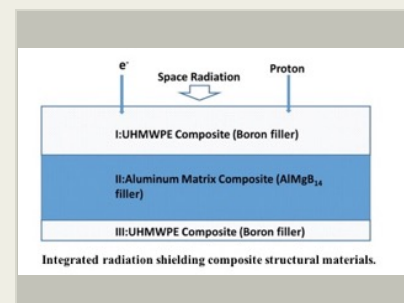 e⁻
Space Radiation
Proton
I:UHMWPE Composite (Boron filler)
II:Aluminum Matrix Composite (AlMgB₁₄
filler)
III:UHMWPE Composite (Boron filler)
Integrated radiation shielding composite structural materials.